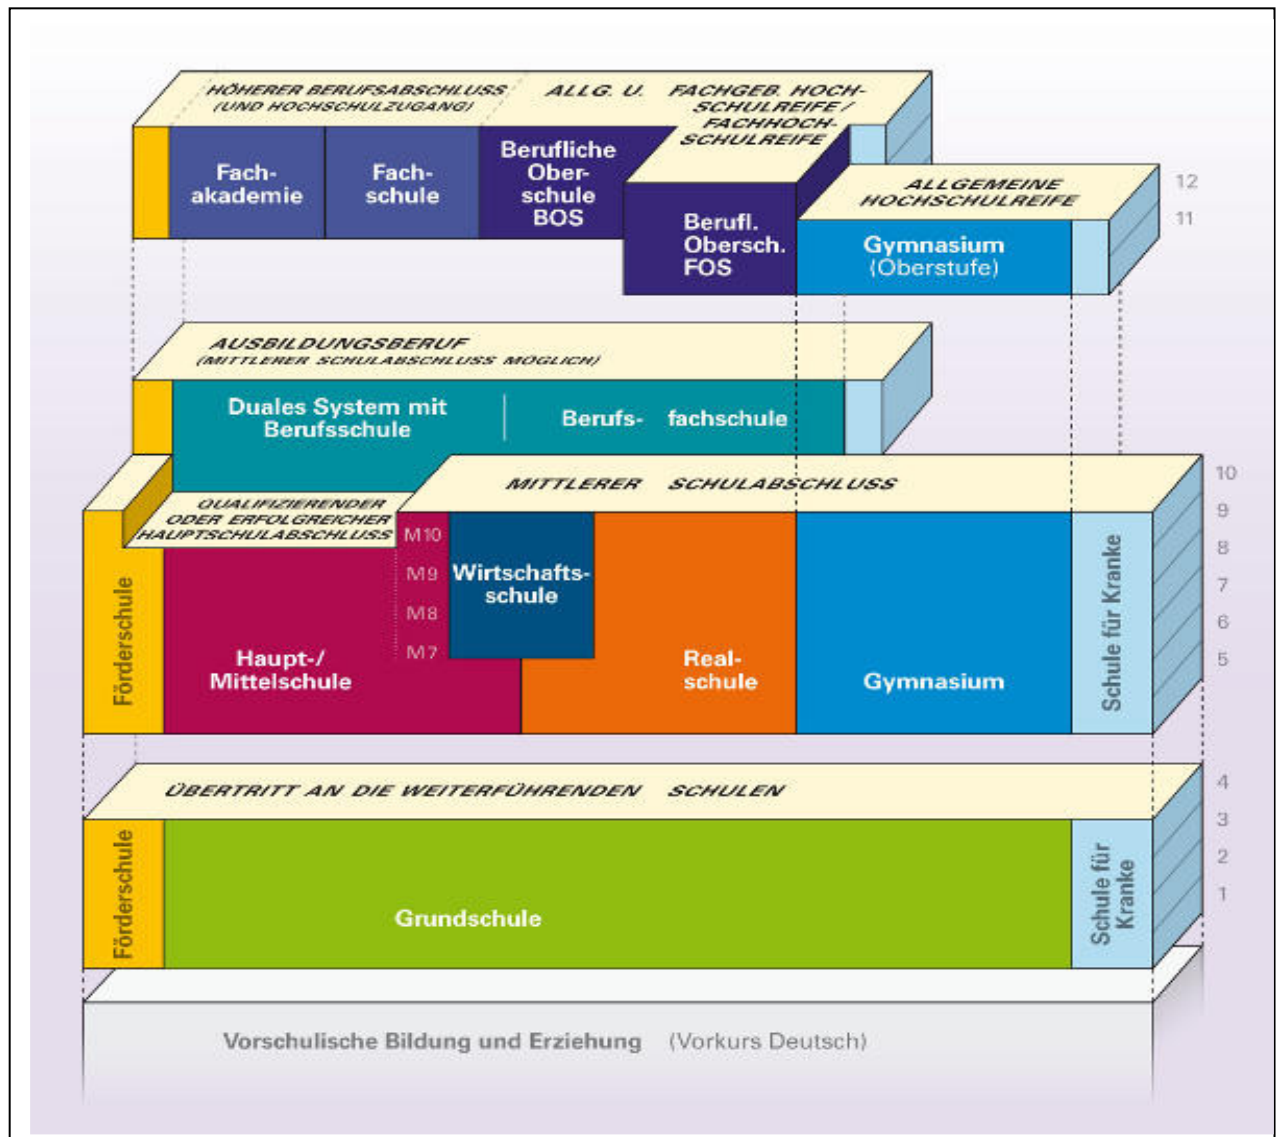 HÖHERER BERUFSABSCHLUSS
(UND HOCHSCHULZUGANG)
ALLG. U. FACHGEB. HOCH-
SCHULREIFE /
FACHHOCH-
SCHULREIFE
Fach-
akademie
Fach-
schule
Berufliche
Ober-
schule
BOS
Berufl.
Obersch.
FOS
ALLGEMEINE
HOCHSCHULREIFE
Gymnasium
(Oberstufe)
12
11
AUSBILDUNGSBERUF
(MITTLERER SCHULABSCHLUSS MÖGLICH)
Duales System mit
Berufsschule
Berufs- fachschule
MITTLERER SCHULABSCHLUSS
QUALIFIZIERENDER
ODER ERFOLGREICHER
HAUPTSCHULABSCHLUSS
Förderschule
Haupt-/
Mittelschule
M10
M9
M8
M7
Wirtschafts-
schule
Real-
schule
Gymnasium
Schule für Kranke
10
9
8
7
6
5
ÜBERTRITT AN DIE WEITERFÜHRENDEN SCHULEN
Förderschule
Grundschule
Schule für
Kranke
4
3
2
1
Vorschulische Bildung und Erziehung (Vorkurs Deutsch)